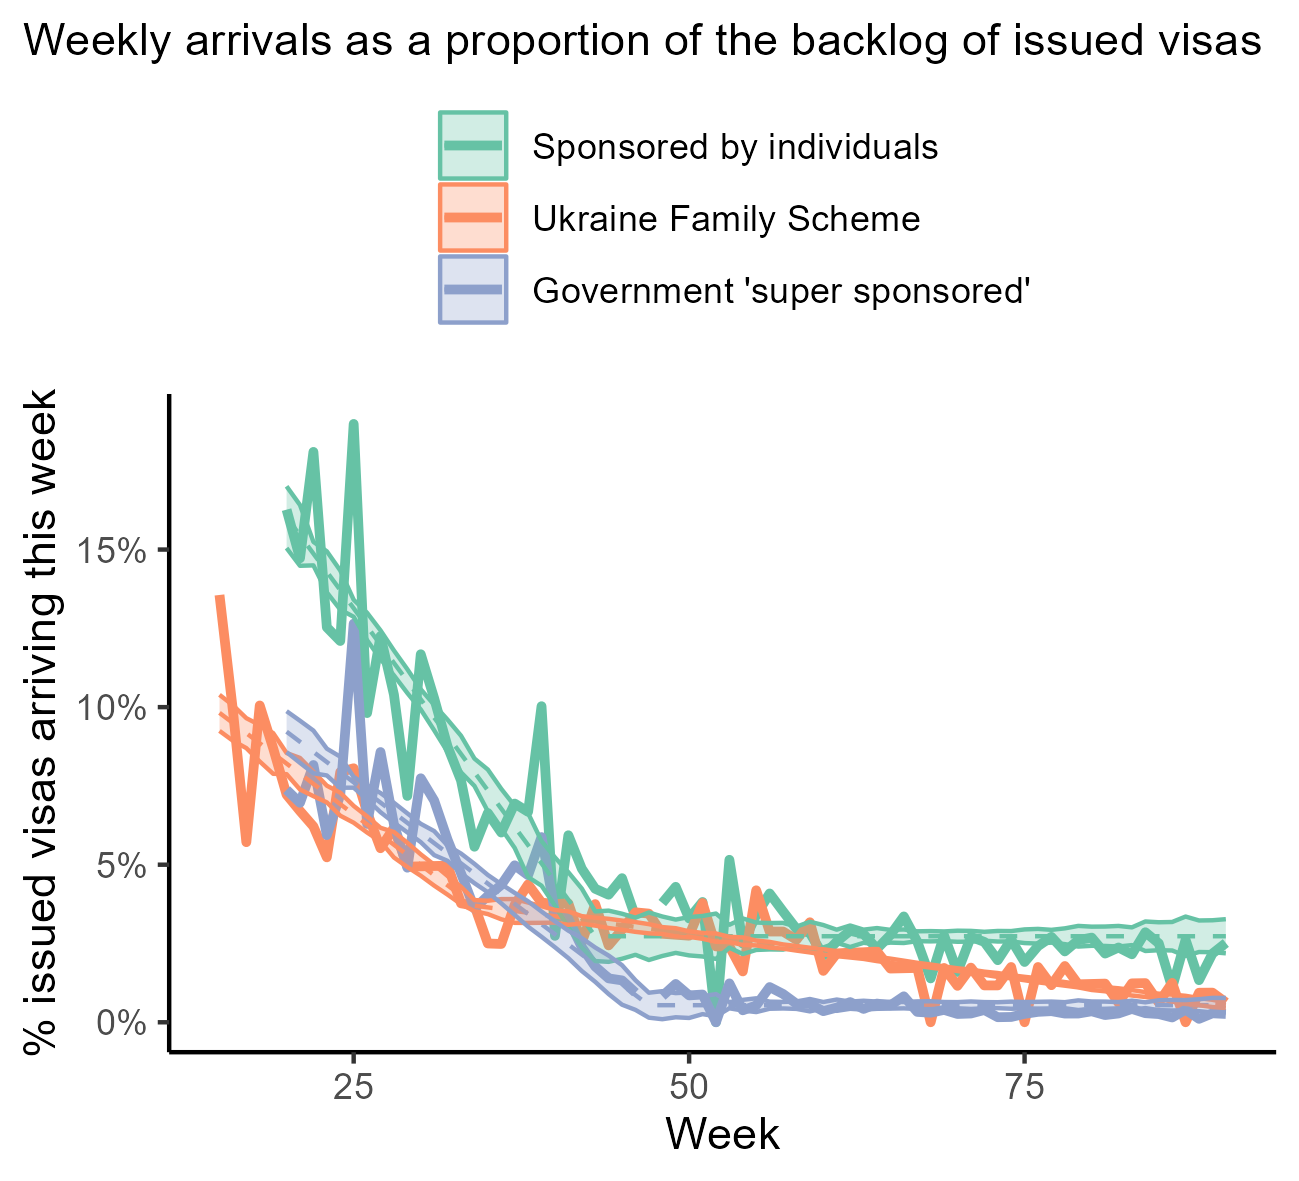 Weekly arrivals as a proportion of the backlog of issued visas
Sponsored by individuals
Ukraine Family Scheme
Government 'super sponsored'
% issued visas arriving this week
15%
10%
5%
0%
25 50 75
Week